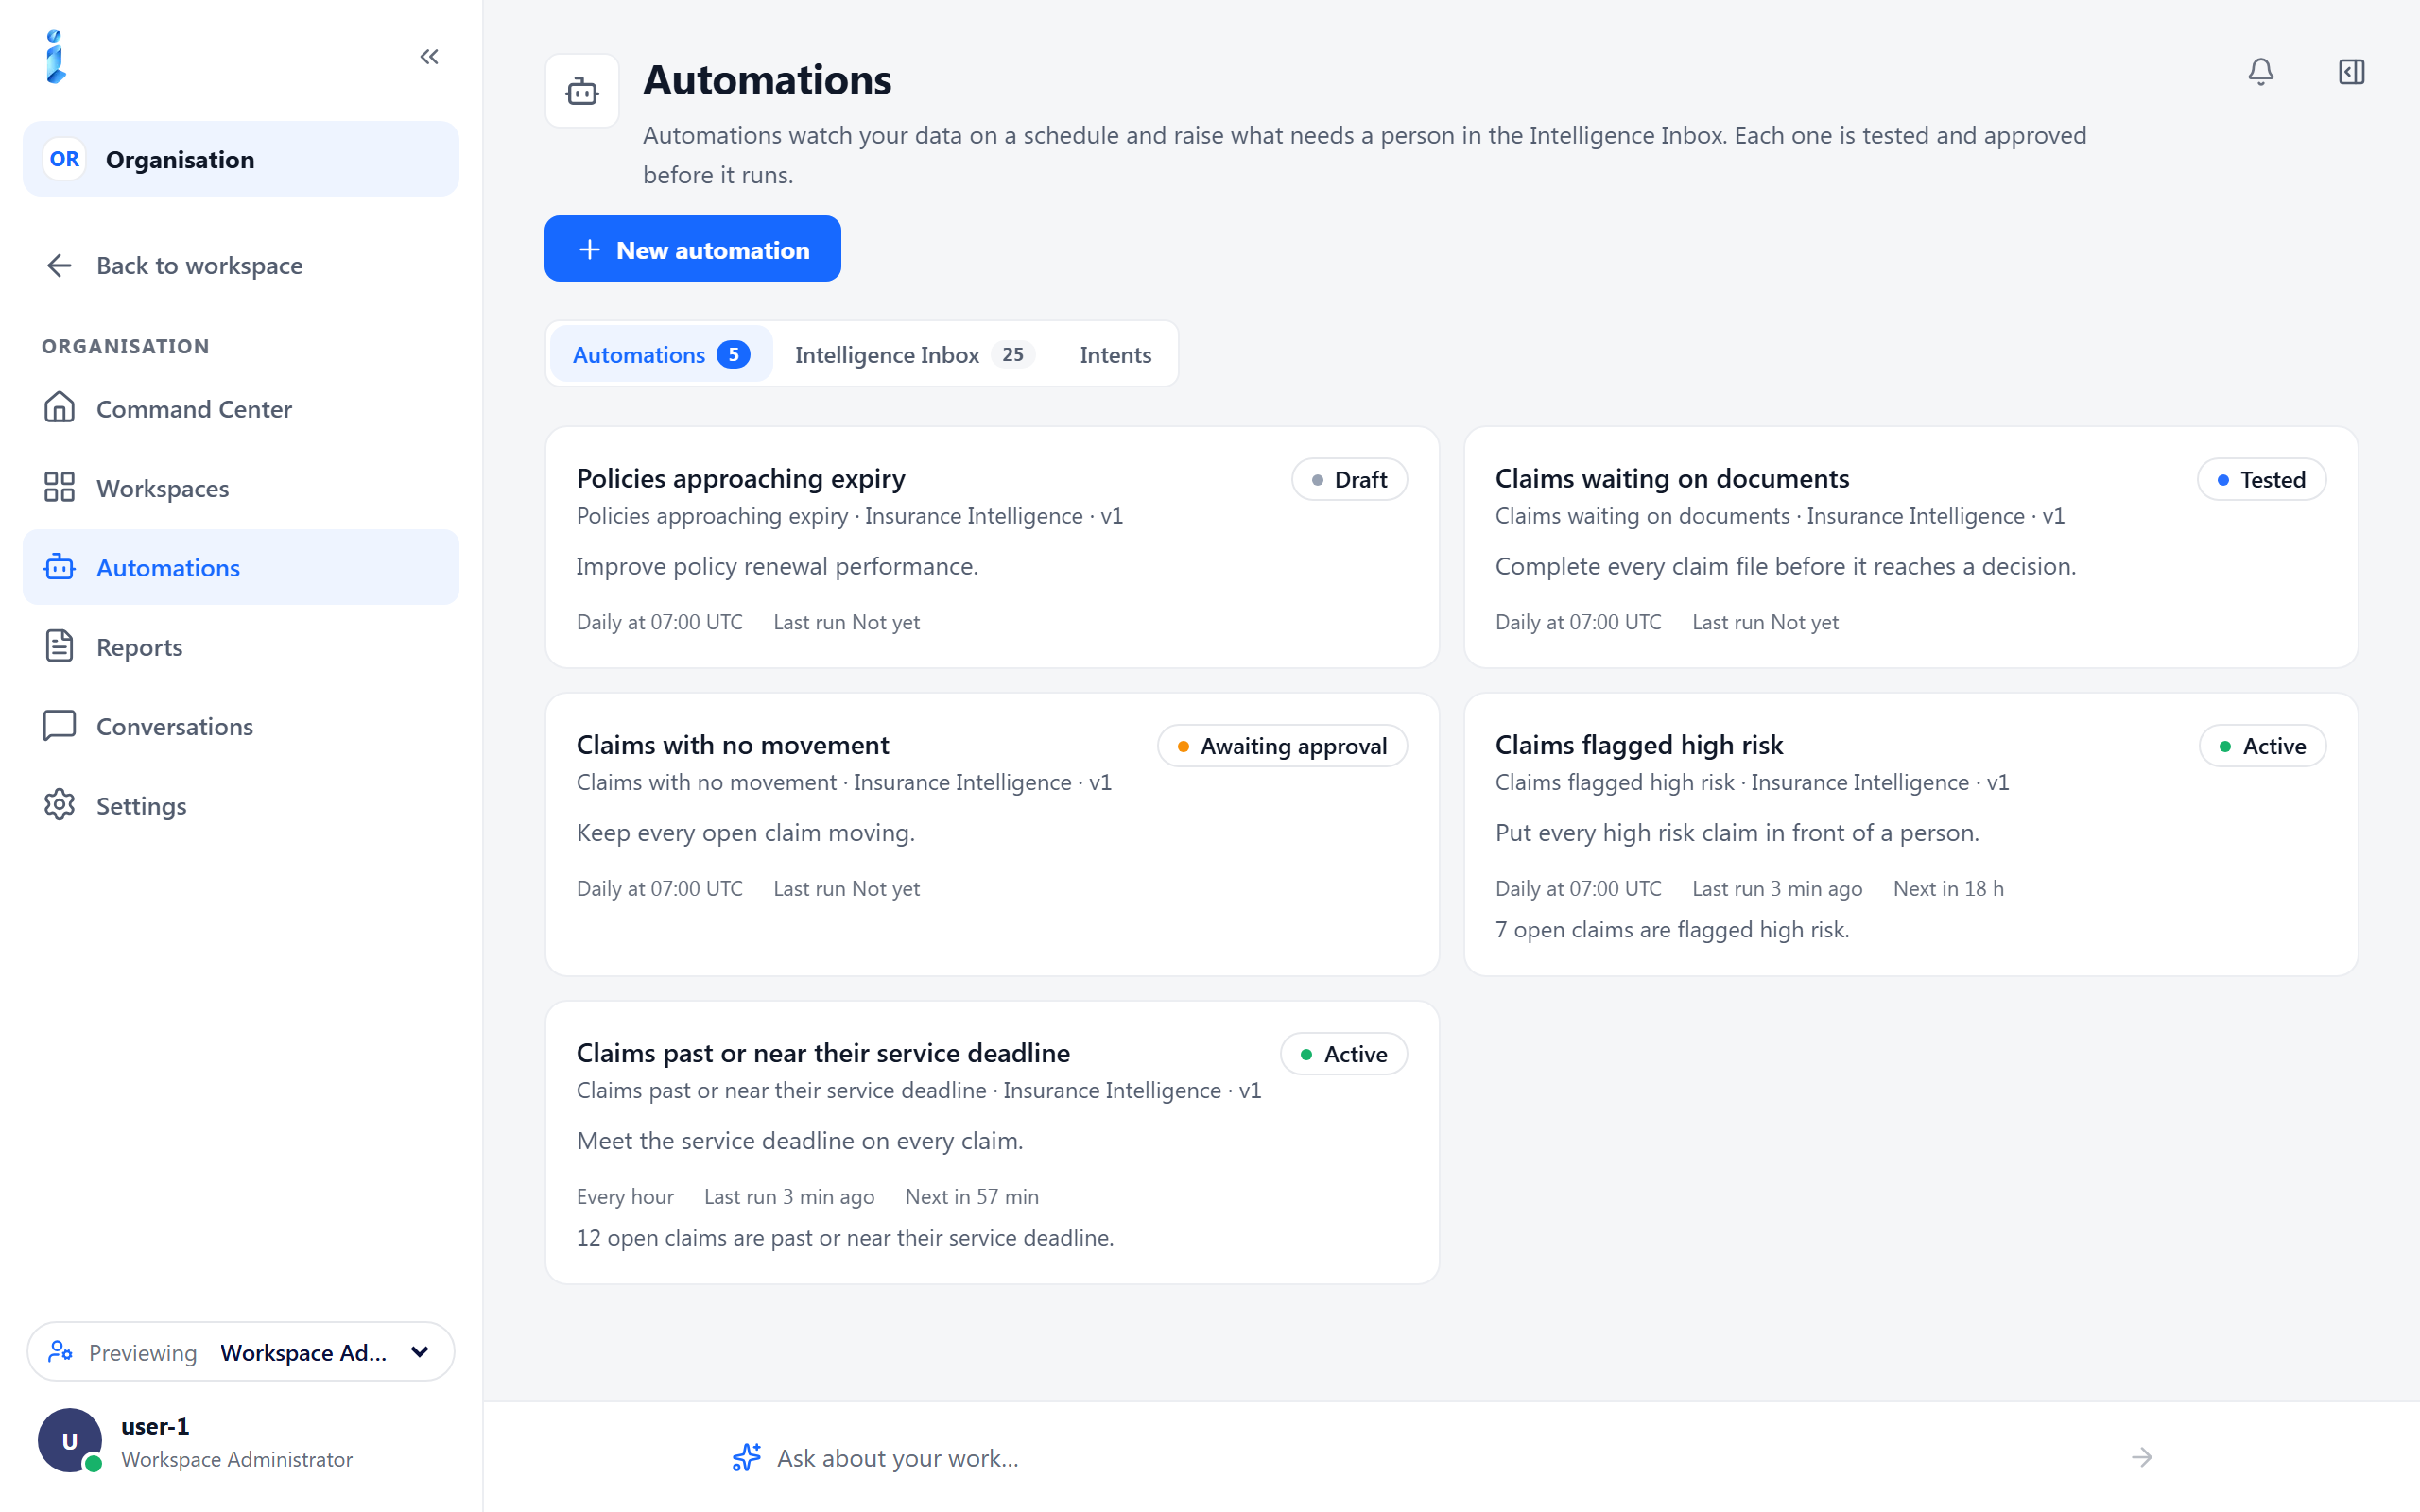 OR Organisation
Back to workspace
ORGANISATION
Command Center
Workspaces
Automations
Reports
Conversations
Settings
Previewing Workspace Ad...
U
user-1
Workspace Administrator
Automations
Automations watch your data on a schedule and raise what needs a person in the Intelligence Inbox. Each one is tested and approved
before it runs.
New automation
Automations 5 Intelligence Inbox 25 Intents
Policies approaching expiry Draft
Policies approaching expiry · Insurance Intelligence · v1
Improve policy renewal performance.
Daily at 07:00 UTC Last run Not yet
Claims waiting on documents Tested
Claims waiting on documents · Insurance Intelligence · v1
Complete every claim file before it reaches a decision.
Daily at 07:00 UTC Last run Not yet
Claims with no movement Awaiting approval
Claims with no movement · Insurance Intelligence · v1
Keep every open claim moving.
Daily at 07:00 UTC Last run Not yet
Claims flagged high risk Active
Claims flagged high risk · Insurance Intelligence · v1
Put every high risk claim in front of a person.
Daily at 07:00 UTC Last run 3 min ago Next in 18 h
7 open claims are flagged high risk.
Claims past or near their service deadline Active
Claims past or near their service deadline · Insurance Intelligence · v1
Meet the service deadline on every claim.
Every hour Last run 3 min ago Next in 57 min
12 open claims are past or near their service deadline.
Ask about your work...